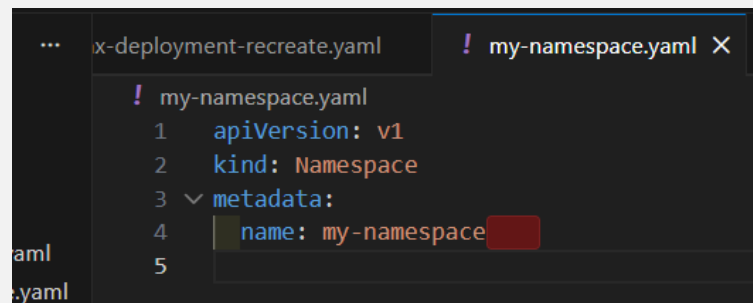 ... x-deployment-recreate.yaml ! my-namespace.yaml ×
! my-namespace.yaml
1 apiVersion: v1
2 kind: Namespace
3 metadata:
4 name: my-namespace
5
yaml
.yaml